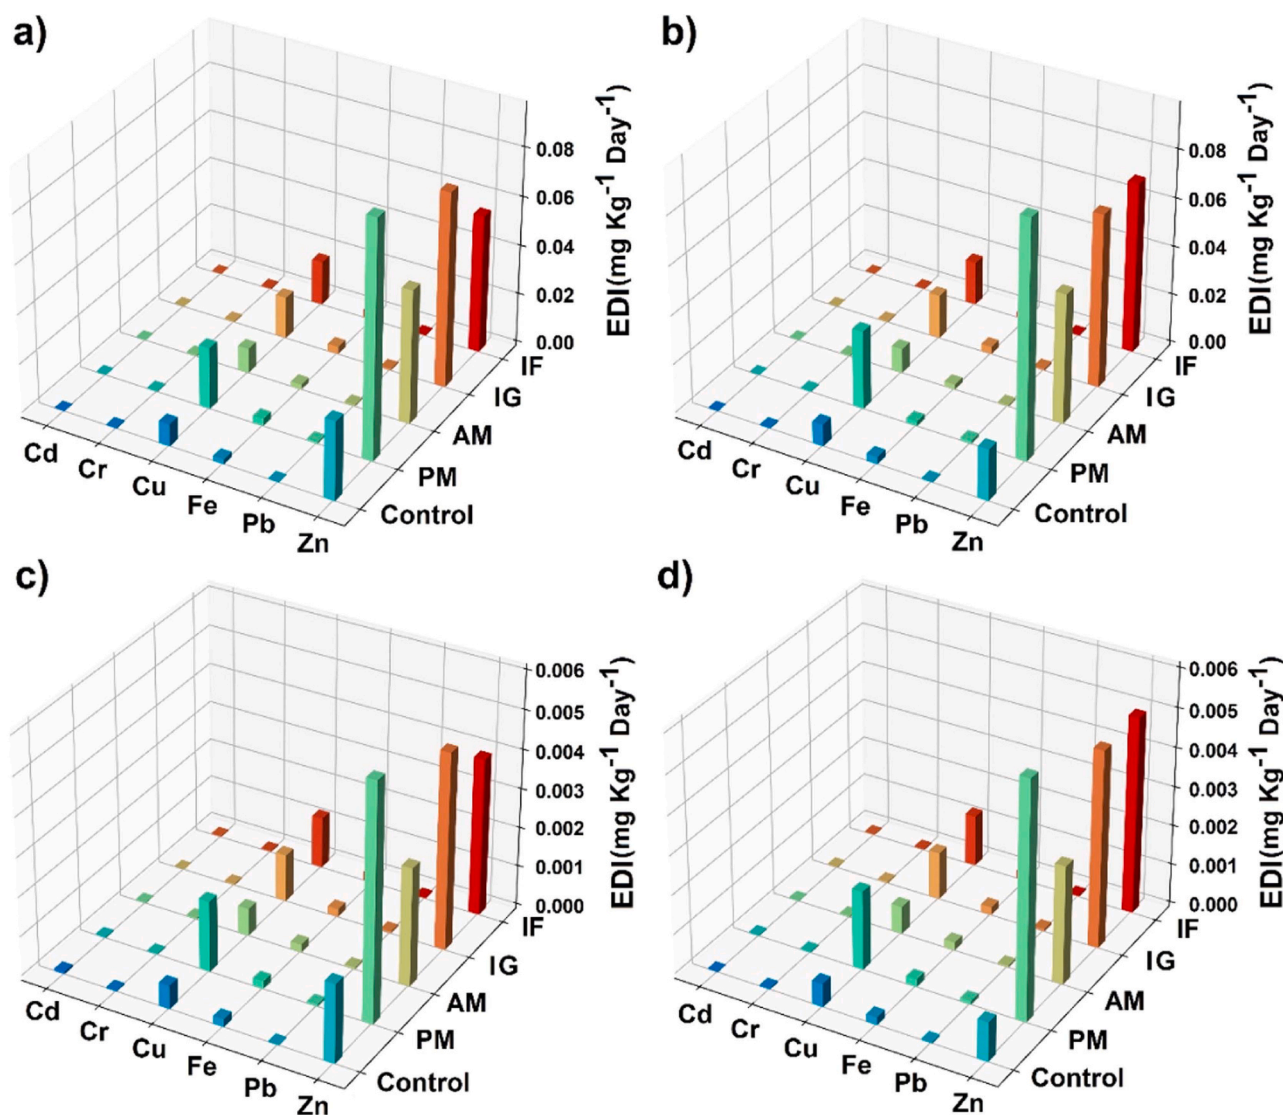 a)
0.08
0.06
0.04
0.02
0.00
EDI(mg Kg⁻¹ Day⁻¹)
IF
IG
AM
PM
Control
Cd
Cr
Cu
Fe
Pb
Zn
b)
0.08
0.06
0.04
0.02
0.00
EDI(mg Kg⁻¹ Day⁻¹)
IF
IG
AM
PM
Control
Cd
Cr
Cu
Fe
Pb
Zn
c)
0.006
0.005
0.004
0.003
0.002
0.001
0.000
EDI(mg Kg⁻¹ Day⁻¹)
IF
IG
AM
PM
Control
Cd
Cr
Cu
Fe
Pb
Zn
d)
0.006
0.005
0.004
0.003
0.002
0.001
0.000
EDI(mg Kg⁻¹ Day⁻¹)
IF
IG
AM
PM
Control
Cd
Cr
Cu
Fe
Pb
Zn